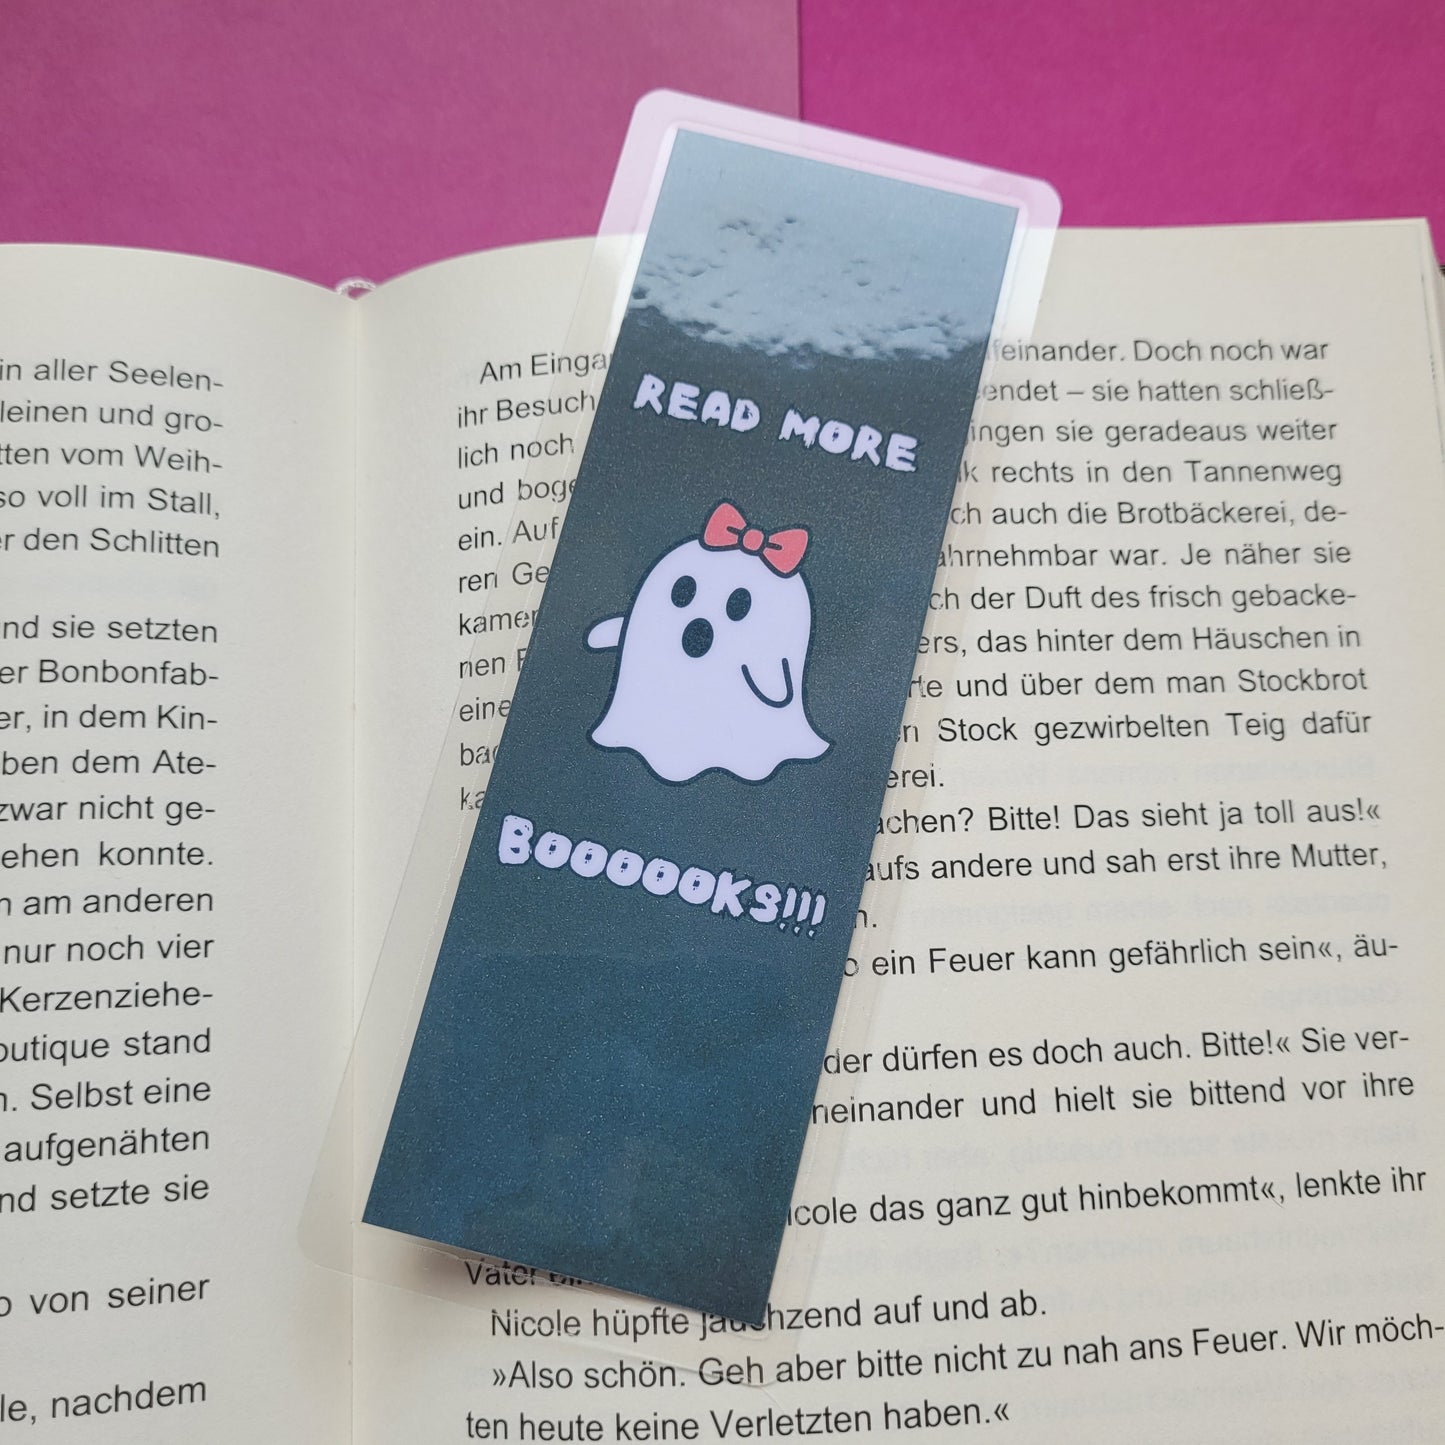 in aller Seelen-
leinen und gro-
tten vom Weih-
so voll im Stall,
er den Schlitten
nd sie setzten
er Bonbonfab-
er, in dem Kin-
ben dem Ate-
zwar nicht ge-
ehen konnte.
n am anderen
nur noch vier
Kerzenziehe-
outique stand
n. Selbst eine
aufgenähten
nd setzte sie
o von seiner
le, nachdem
READ MORE
BOOOOOKS!!!
Am Einga
feinander. Doch noch war
ihr Besuch
endet – sie hatten schließ-
lich noch
ingen sie geradeaus weiter
und boge
k rechts in den Tannenweg
ein. Auf
ch auch die Brotbäckerei, de-
ren Ge
ahrnehmbar war. Je näher sie
kamen
ch der Duft des frisch gebacke-
nen
ers, das hinter dem Häuschen in
eine
rte und über dem man Stockbrot
bac
n Stock gezwirbelten Teig dafür
ka
erei.
achen? Bitte! Das sieht ja toll aus!«
aufs andere und sah erst ihre Mutter,
n.
o ein Feuer kann gefährlich sein«, äu-
der dürfen es doch auch. Bitte!« Sie ver-
neinander und hielt sie bittend vor ihre
icole das ganz gut hinbekommt«, lenkte ihr
Vater ein.
Nicole hüpfte jauchzend auf und ab.
»Also schön. Geh aber bitte nicht zu nah ans Feuer. Wir möch-
ten heute keine Verletzten haben.«